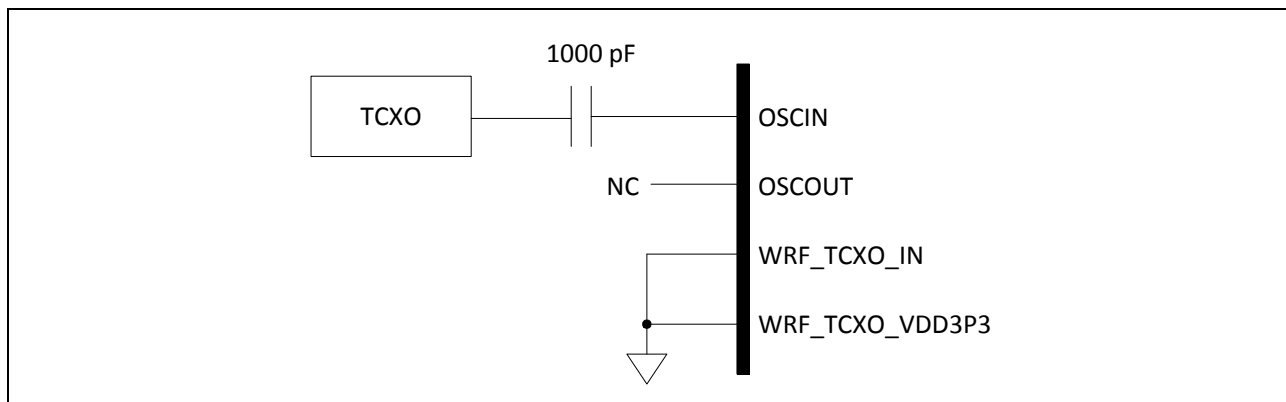 1000 pF
TCXO
OSCIN
NC
OSCOUT
WRF_TCXO_IN
WRF_TCXO_VDD3P3